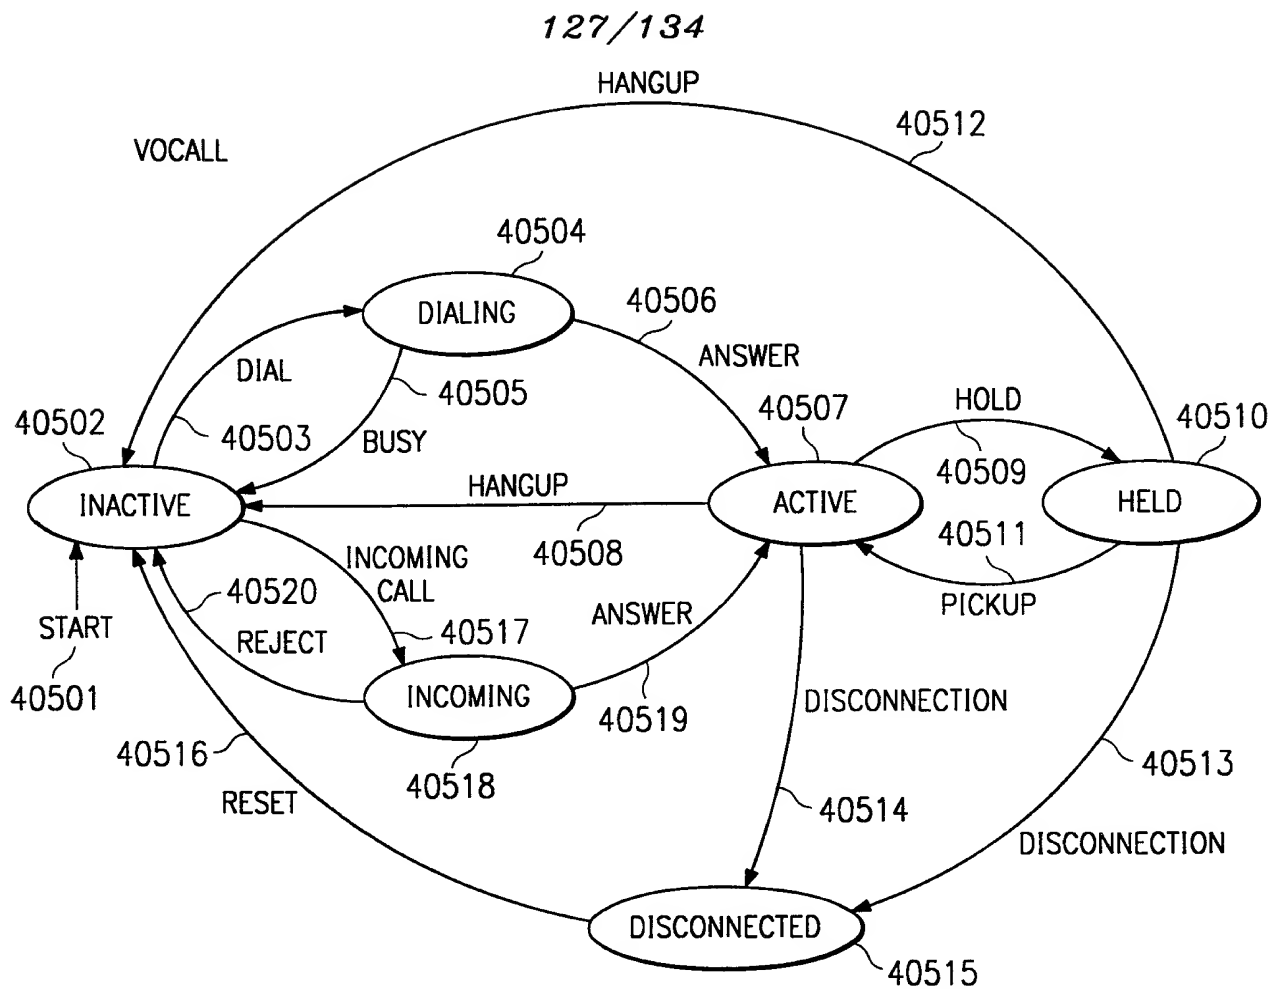 127/134
HANGUP
40512
VOCALL
40504
40506
DIALING
ANSWER
DIAL
40505
40507
HOLD
40502
40503
BUSY
40510
40509
HANGUP
INACTIVE
ACTIVE
HELD
40508
40511
INCOMING
CALL
40520
PICKUP
START
REJECT
40517
ANSWER
40501
INCOMING
40519
DISCONNECTION
40516
40518
40513
RESET
40514
DISCONNECTION
DISCONNECTED
40515